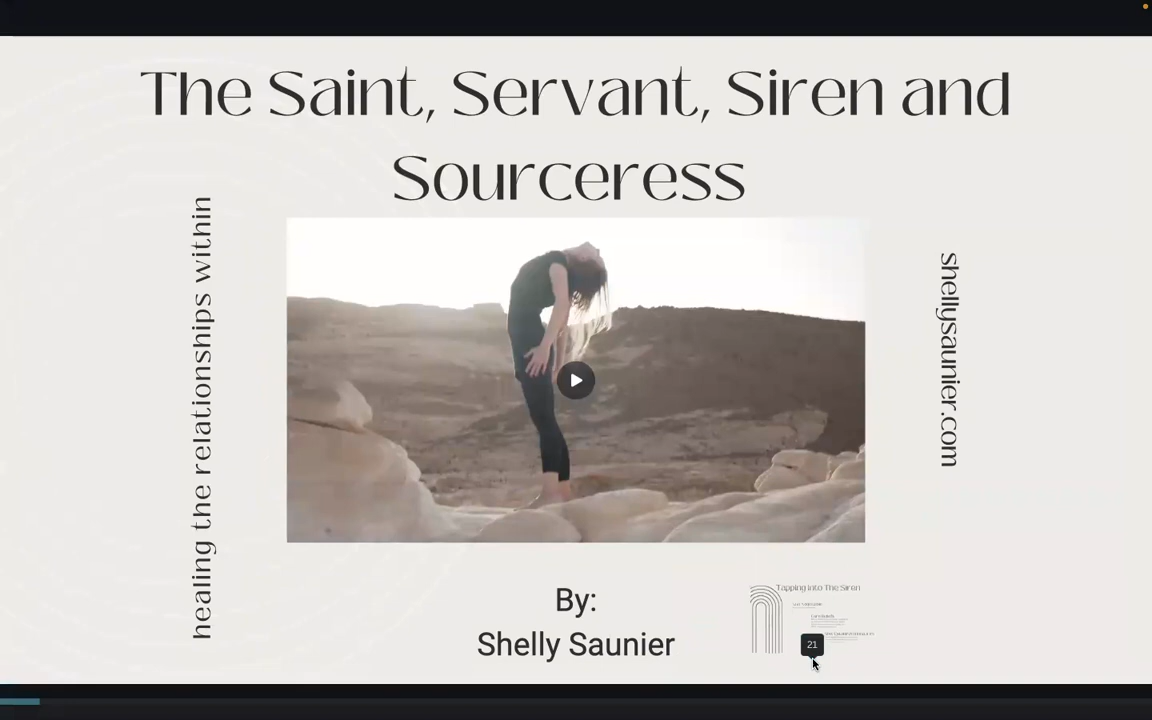 The Saint, Servant, Siren and
Sourceress
healing the relationships within
shellysaunier.com
By:
Shelly Saunier
Tapping into The Siren
21